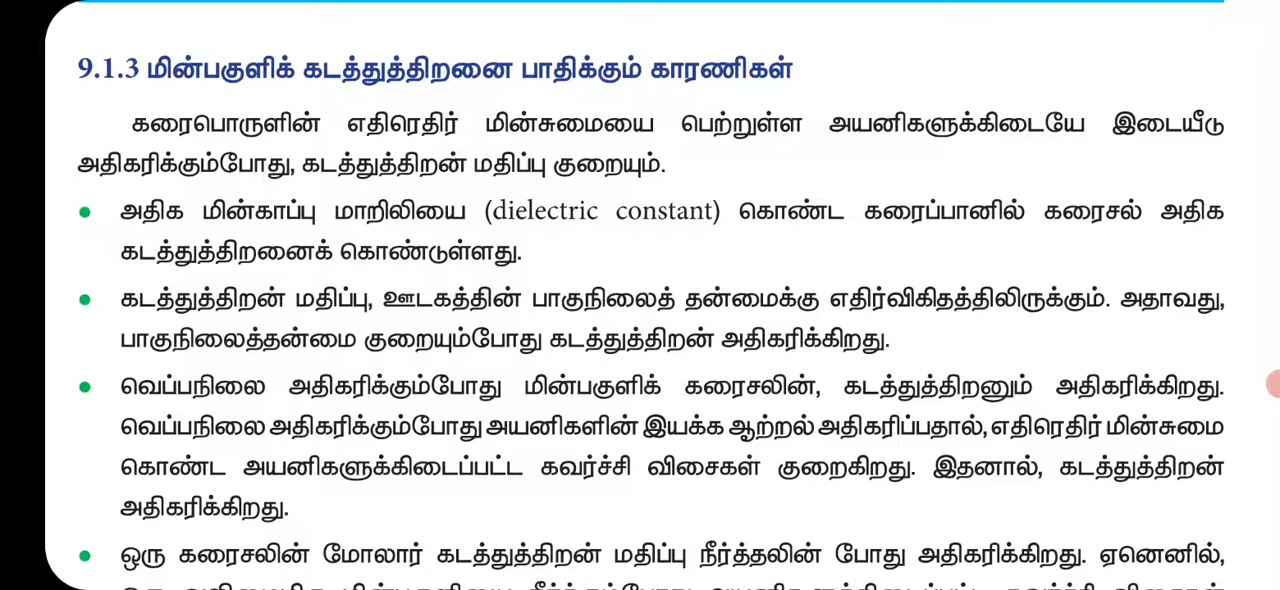 9.1.3 மின்பகுளிக் கடத்துத்திறனை பாதிக்கும் காரணிகள்
கரைபொருளின் எதிரெதிர் மின்சுமையை பெற்றுள்ள அயனிகளுக்கிடையே இடையீடு
அதிகரிக்கும்போது, கடத்துத்திறன் மதிப்பு குறையும்.
● அதிக மின்காப்பு மாறிலியை (dielectric constant) கொண்ட கரைப்பானில் கரைசல் அதிக
கடத்துத்திறனைக் கொண்டுள்ளது.
● கடத்துத்திறன் மதிப்பு, ஊடகத்தின் பாகுநிலைத் தன்மைக்கு எதிர்விகிதத்திலிருக்கும். அதாவது,
பாகுநிலைத்தன்மை குறையும்போது கடத்துத்திறன் அதிகரிக்கிறது.
● வெப்பநிலை அதிகரிக்கும்போது மின்பகுளிக் கரைசலின், கடத்துத்திறனும் அதிகரிக்கிறது.
வெப்பநிலை அதிகரிக்கும்போது அயனிகளின் இயக்க ஆற்றல் அதிகரிப்பதால், எதிரெதிர் மின்சுமை
கொண்ட அயனிகளுக்கிடைப்பட்ட கவர்ச்சி விசைகள் குறைகிறது. இதனால், கடத்துத்திறன்
அதிகரிக்கிறது.
● ஒரு கரைசலின் மோலார் கடத்துத்திறன் மதிப்பு நீர்த்தலின் போது அதிகரிக்கிறது. ஏனெனில்,